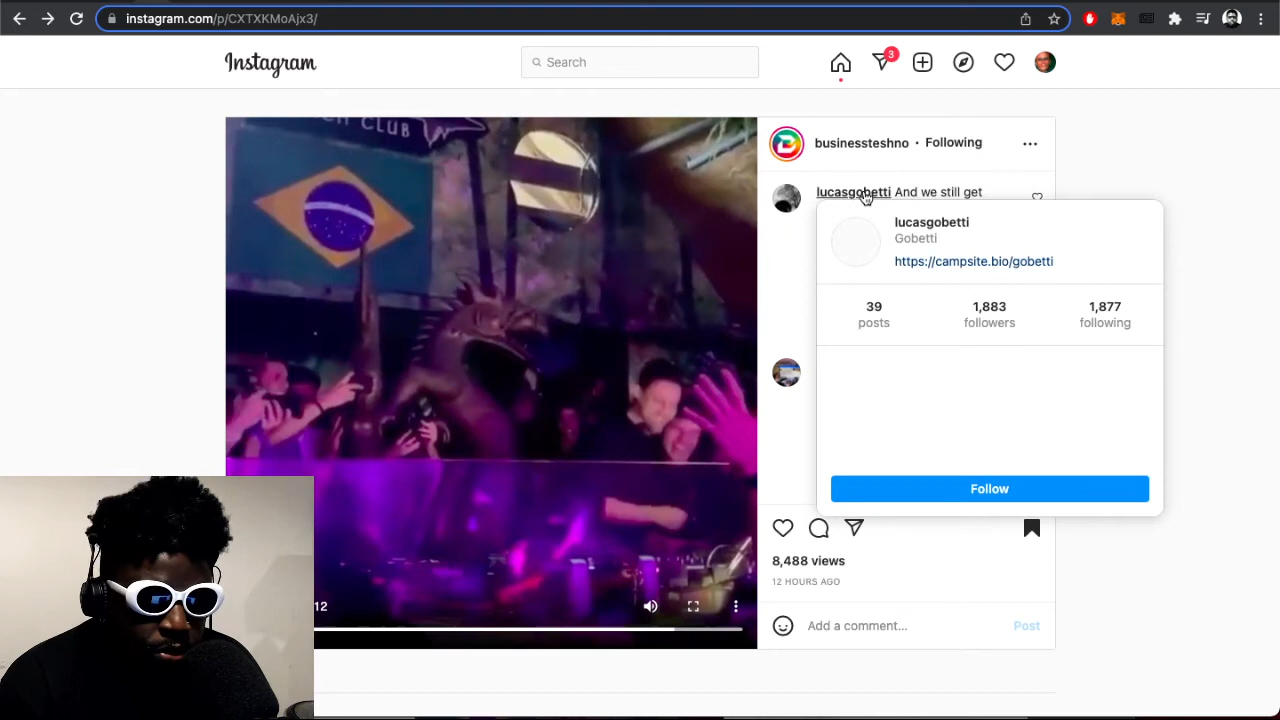 instagram.com/p/CXTXKMoAjx3/
Instagram
Search
3
CH CLUB
businessteshno • Following
lucasgobetti And we still get
lucasgobetti
Gobetti
https://campsite.bio/gobetti
39 1,883 1,877
posts followers following
Follow
12
8,488 views
12 HOURS AGO
Add a comment... Post